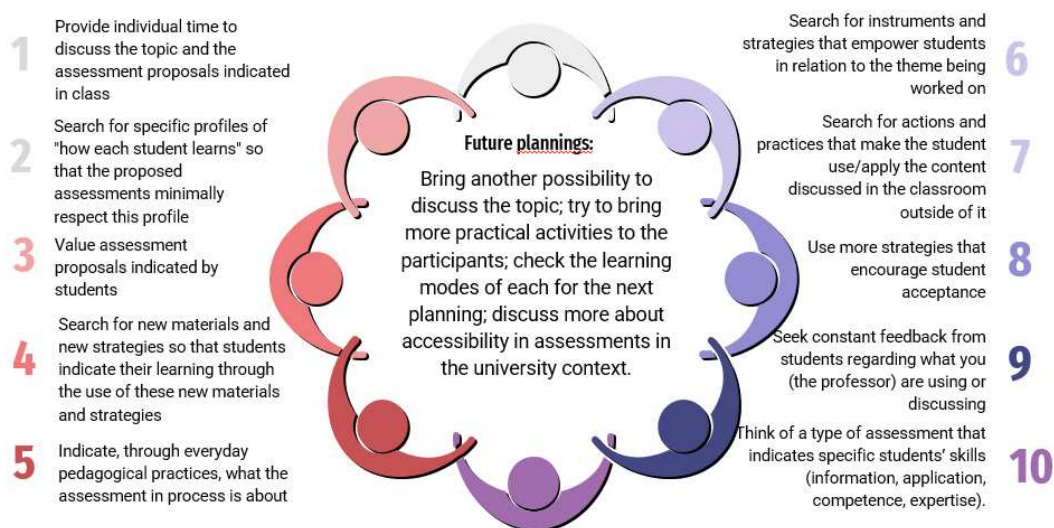 1
Provide individual time to
discuss the topic and the
assessment proposals indicated
in class
2
Search for specific profiles of
"how each student learns" so
that the proposed
assessments minimally
respect this profile
3
Value assessment
proposals indicated by
students
4
Search for new materials and
new strategies so that students
indicate their learning through
the use of these new materials
and strategies
5
Indicate, through everyday
pedagogical practices, what the
assessment in process is about
Future plannings:
Bring another possibility to
discuss the topic; try to bring
more practical activities to the
participants; check the learning
modes of each for the next
planning; discuss more about
accessibility in assessments in
the university context.
Search for instruments and
strategies that empower students
in relation to the theme being
worked on
6
Search for actions and
practices that make the student
use/apply the content
discussed in the classroom
outside of it
7
Use more strategies that
encourage student
acceptance
8
Seek constant feedback from
students regarding what you
(the professor) are using or
discussing
9
Think of a type of assessment that
indicates specific students' skills
(information, application,
competence, expertise).
10